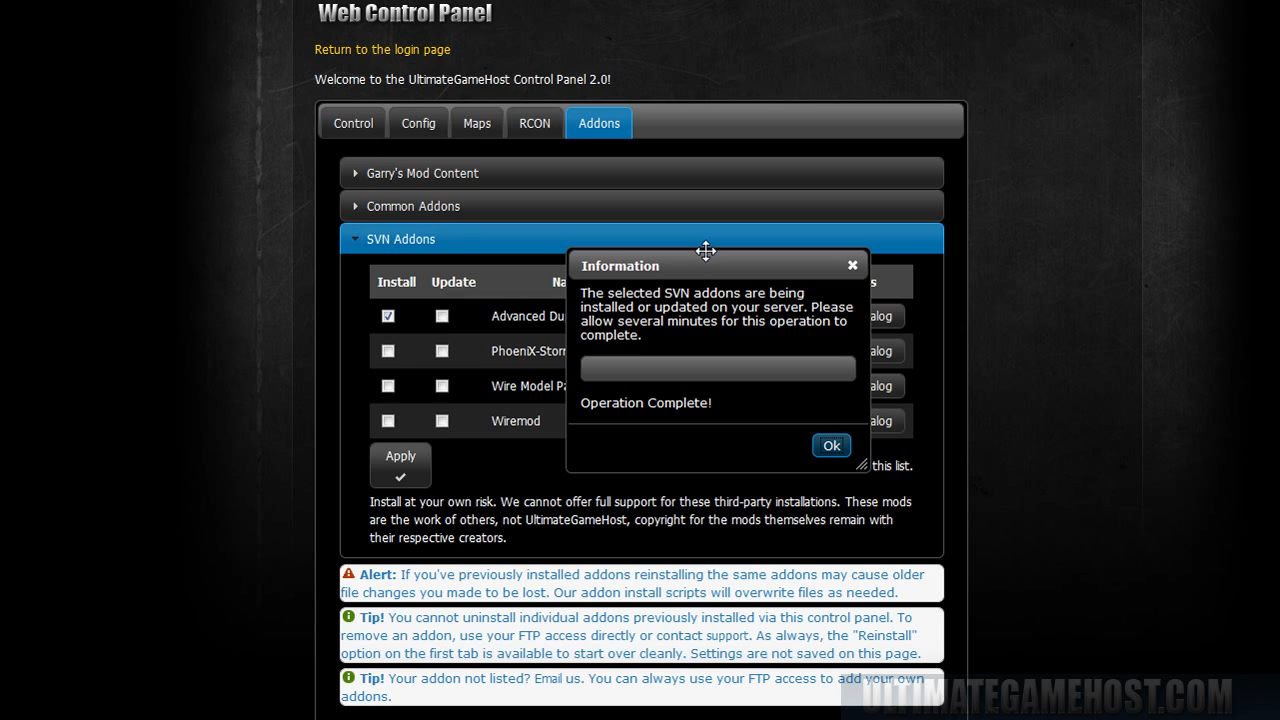 Web Control Panel
Return to the login page
Welcome to the UltimateGameHost Control Panel 2.0!
Control Config Maps RCON Addons
Garry's Mod Content
Common Addons
SVN Addons
Install Update
Information
The selected SVN addons are being
installed or updated on your server. Please
allow several minutes for this operation to
complete.
Operation Complete!
Ok
Advanced
PhoeniX-Storm
Wire Model
Wiremod
Apply
this list.
Install at your own risk. We cannot offer full support for these third-party installations. These mods
are the work of others, not UltimateGameHost, copyright for the mods themselves remain with
their respective creators.
Alert: If you've previously installed addons reinstalling the same addons may cause older
file changes you made to be lost. Our addon install scripts will overwrite files as needed.
Tip! You cannot uninstall individual addons previously installed via this control panel. To
remove an addon, use your FTP access directly or contact support. As always, the "Reinstall"
option on the first tab is available to start over cleanly. Settings are not saved on this page.
Tip! Your addon not listed? Email us. You can always use your FTP access to add your own
addons.
ULTIMATEGAMEHOST.COM